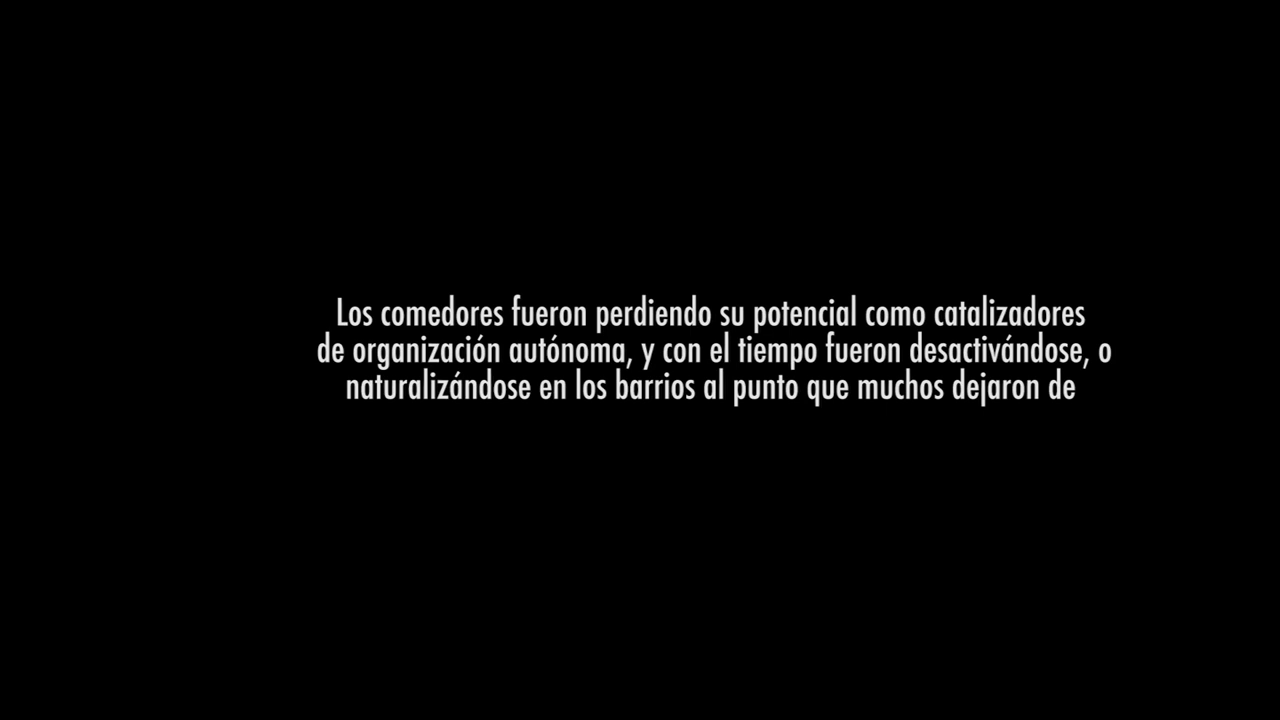 Los comedores fueron perdiendo su potencial como catalizadores
de organización autónoma, y con el tiempo fueron desactivándose, o
naturalizándose en los barrios al punto que muchos dejaron de